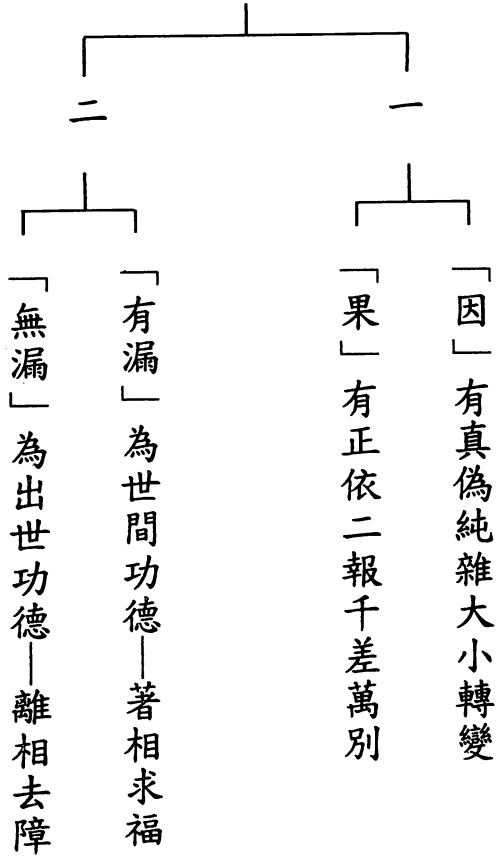 一
「因」有真偽純雜大小轉變
「果」有正依二報千差萬別
二
「有漏」為世間功德—著相求福
「無漏」為出世功德—離相去障